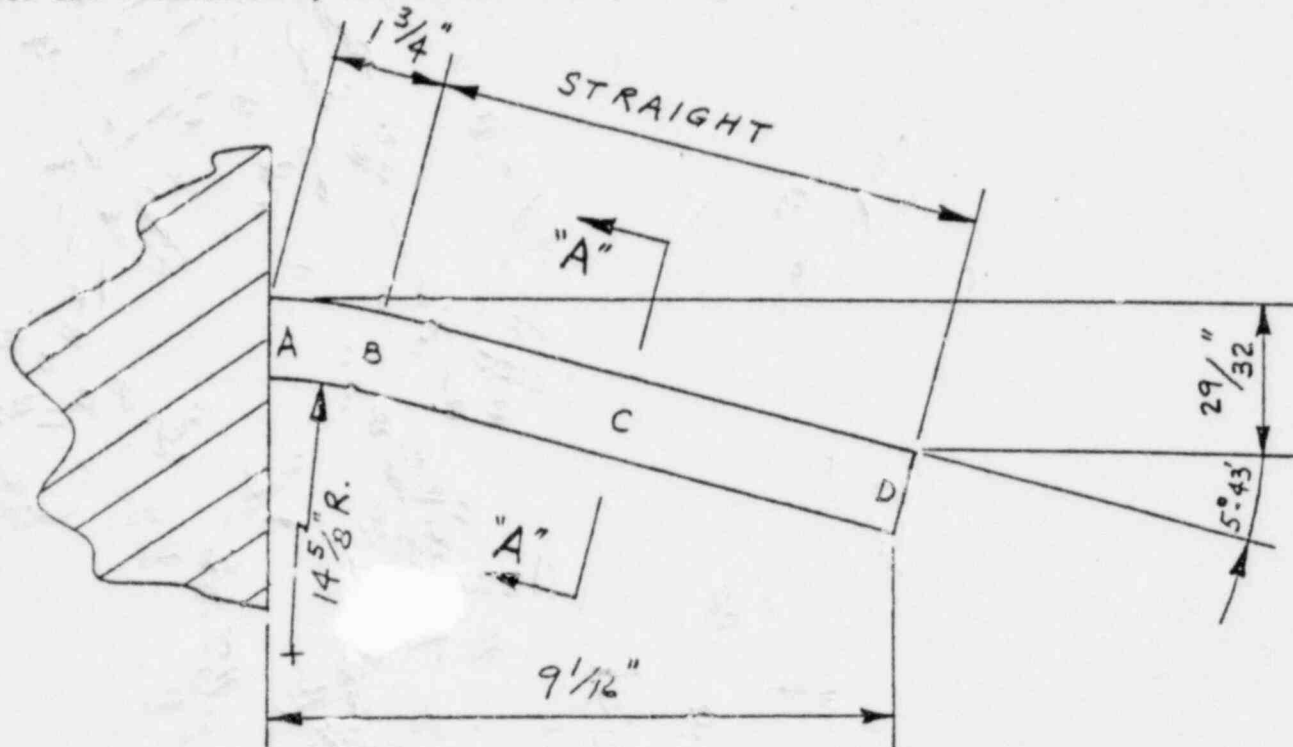 1 3/4"
STRAIGHT
"A"
A
B
C
D
29/32"
5°43'
14 5/8" R.
"A"
9 1/16"